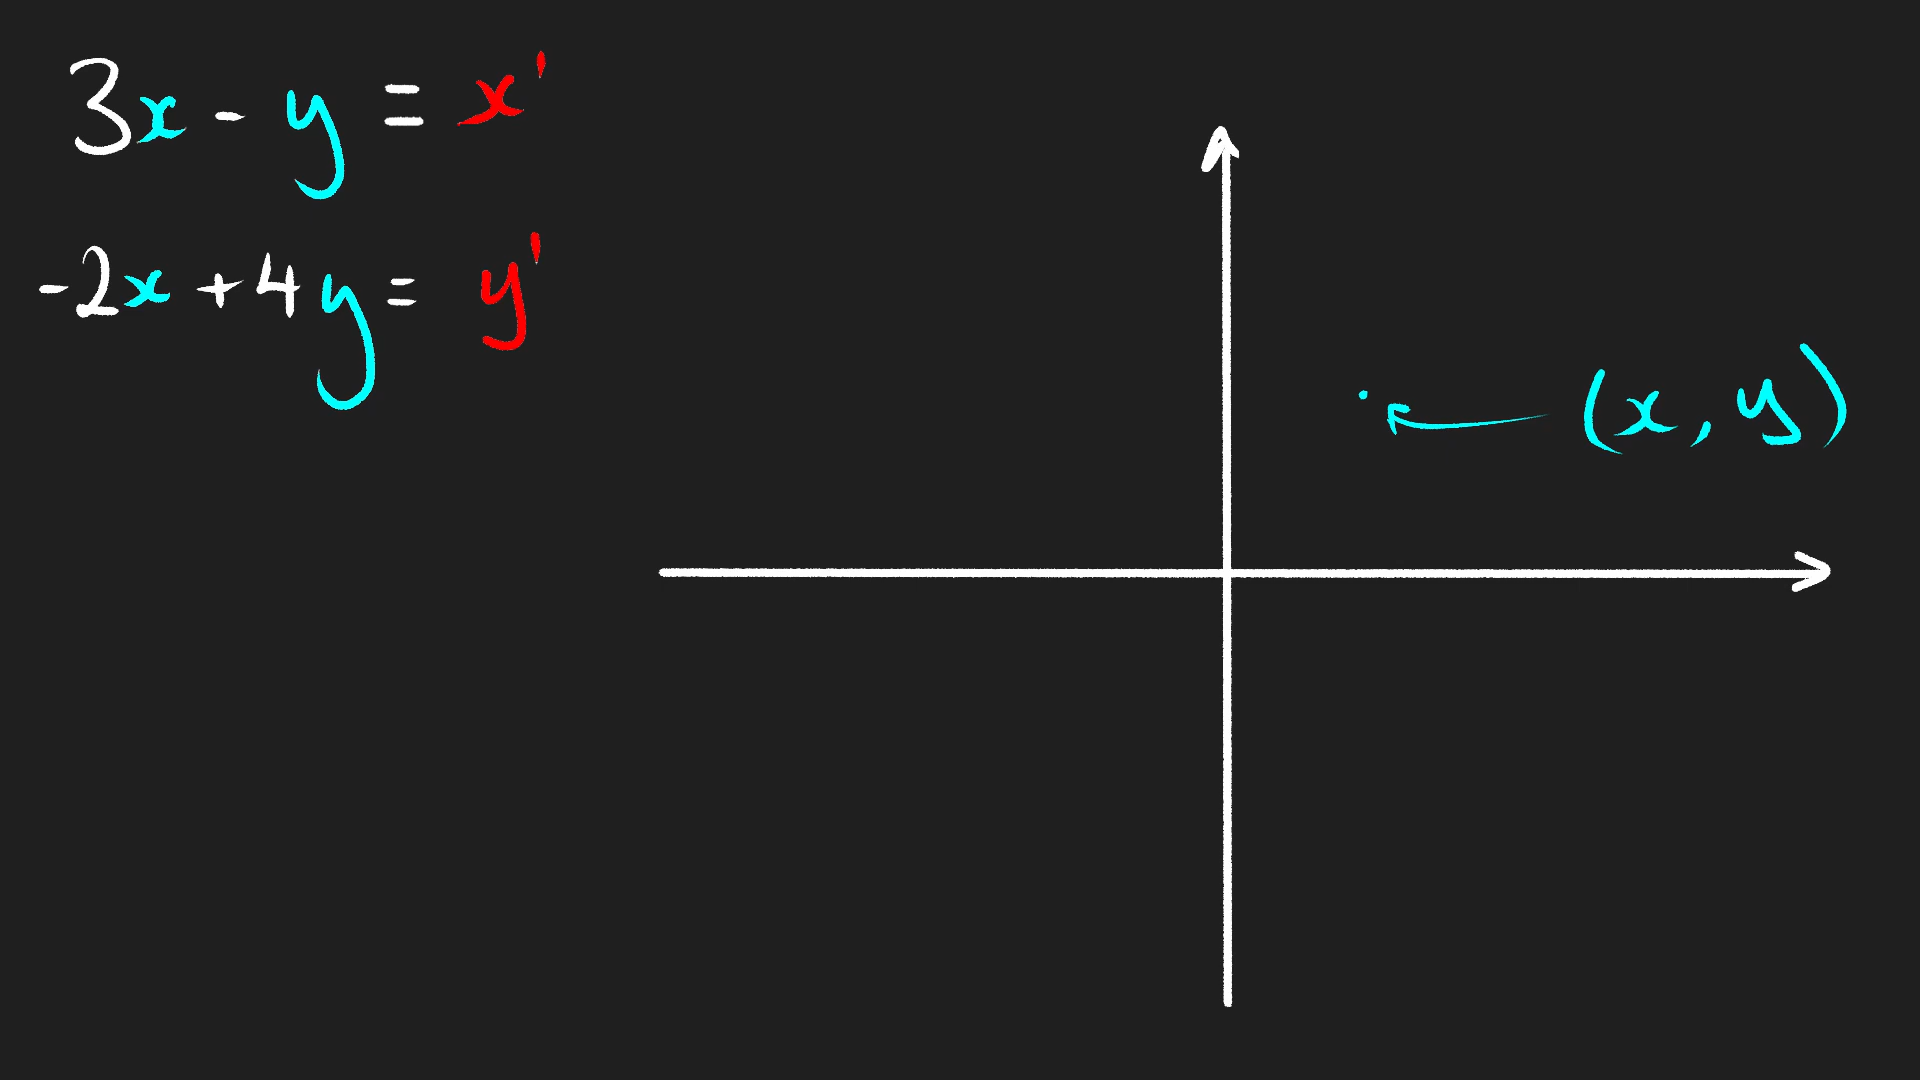 3x - y = x'
-2x + 4y = y'
(x, y)